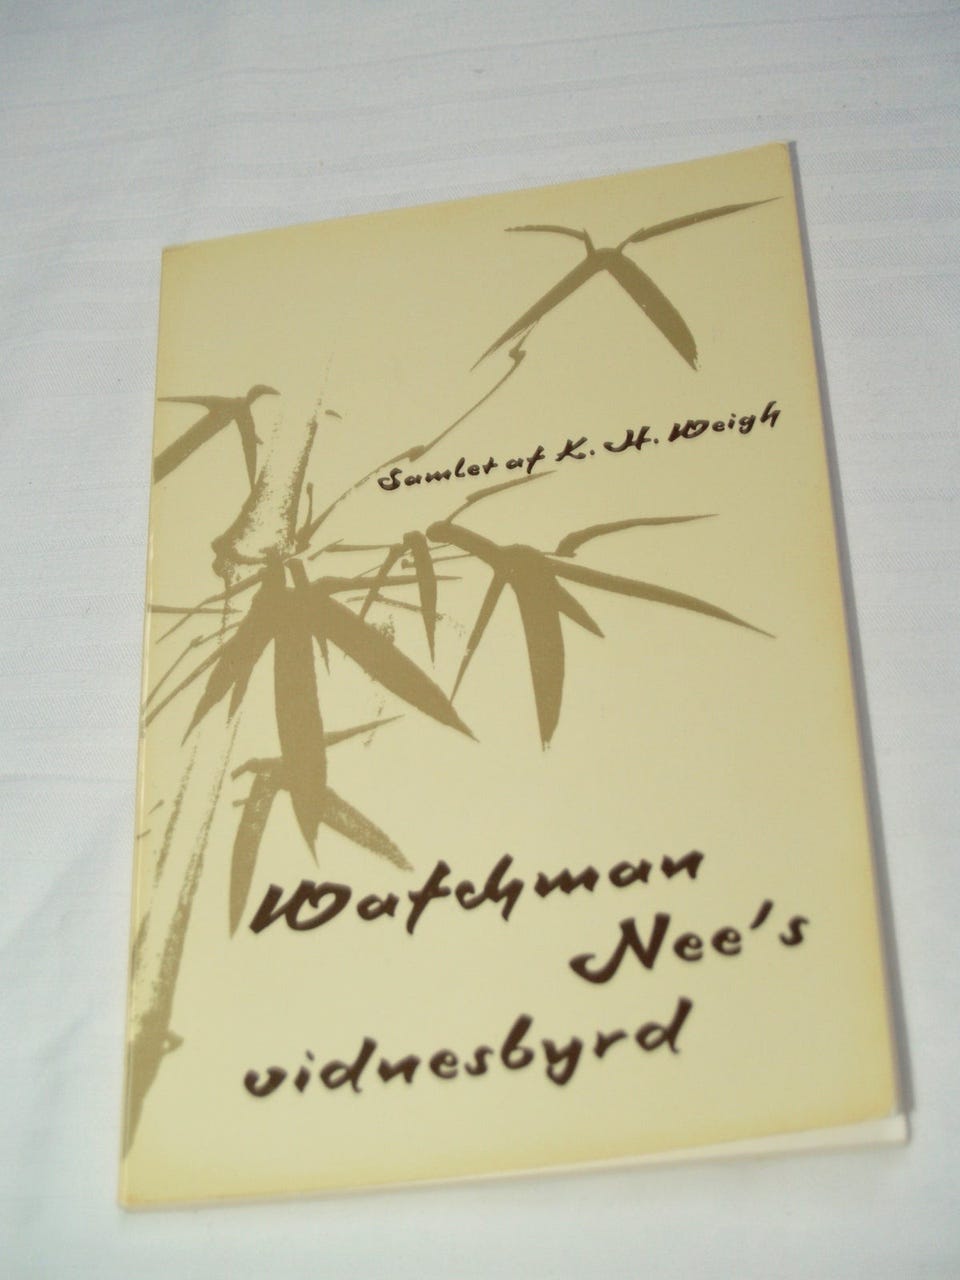 Samlet af K. H. Weigh
Watchman
Nee's
vidnesbyrd